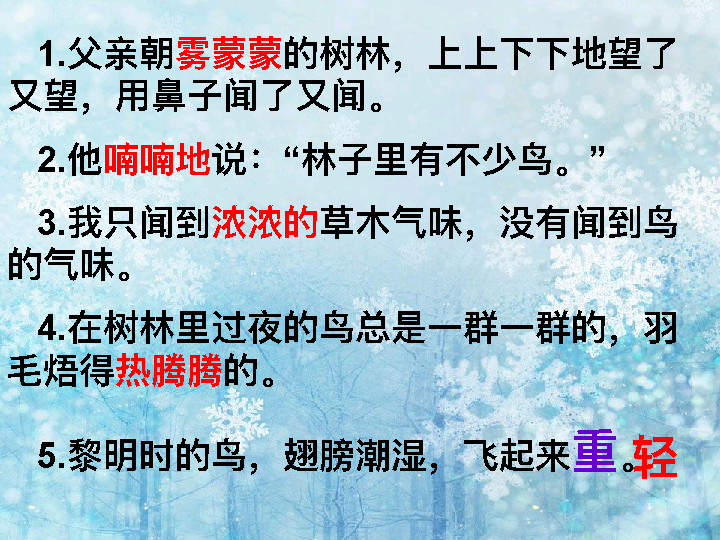 1.父亲朝雾蒙蒙的树林，上上下下地望了
又望，用鼻子闻了又闻。
2.他喃喃地说：“林子里有不少鸟。”
3.我只闻到浓浓的草木气味，没有闻到鸟
的气味。
4.在树林里过夜的鸟总是一群一群的，羽
毛焐得热腾腾的。
5.黎明时的鸟，翅膀潮湿，飞起来重。轻